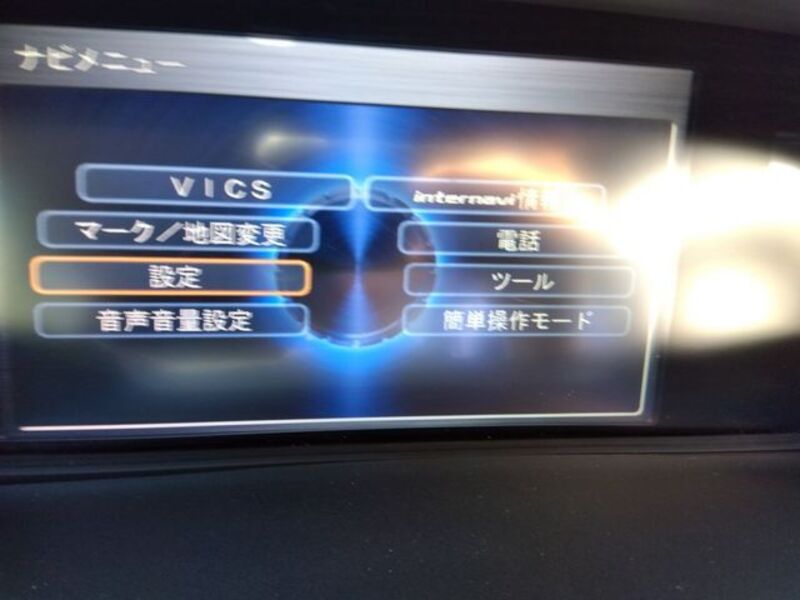 ナビメニュー
VICS
internavi情報
マーク／地図変更
電話
設定
ツール
音声音量設定
簡単操作モード